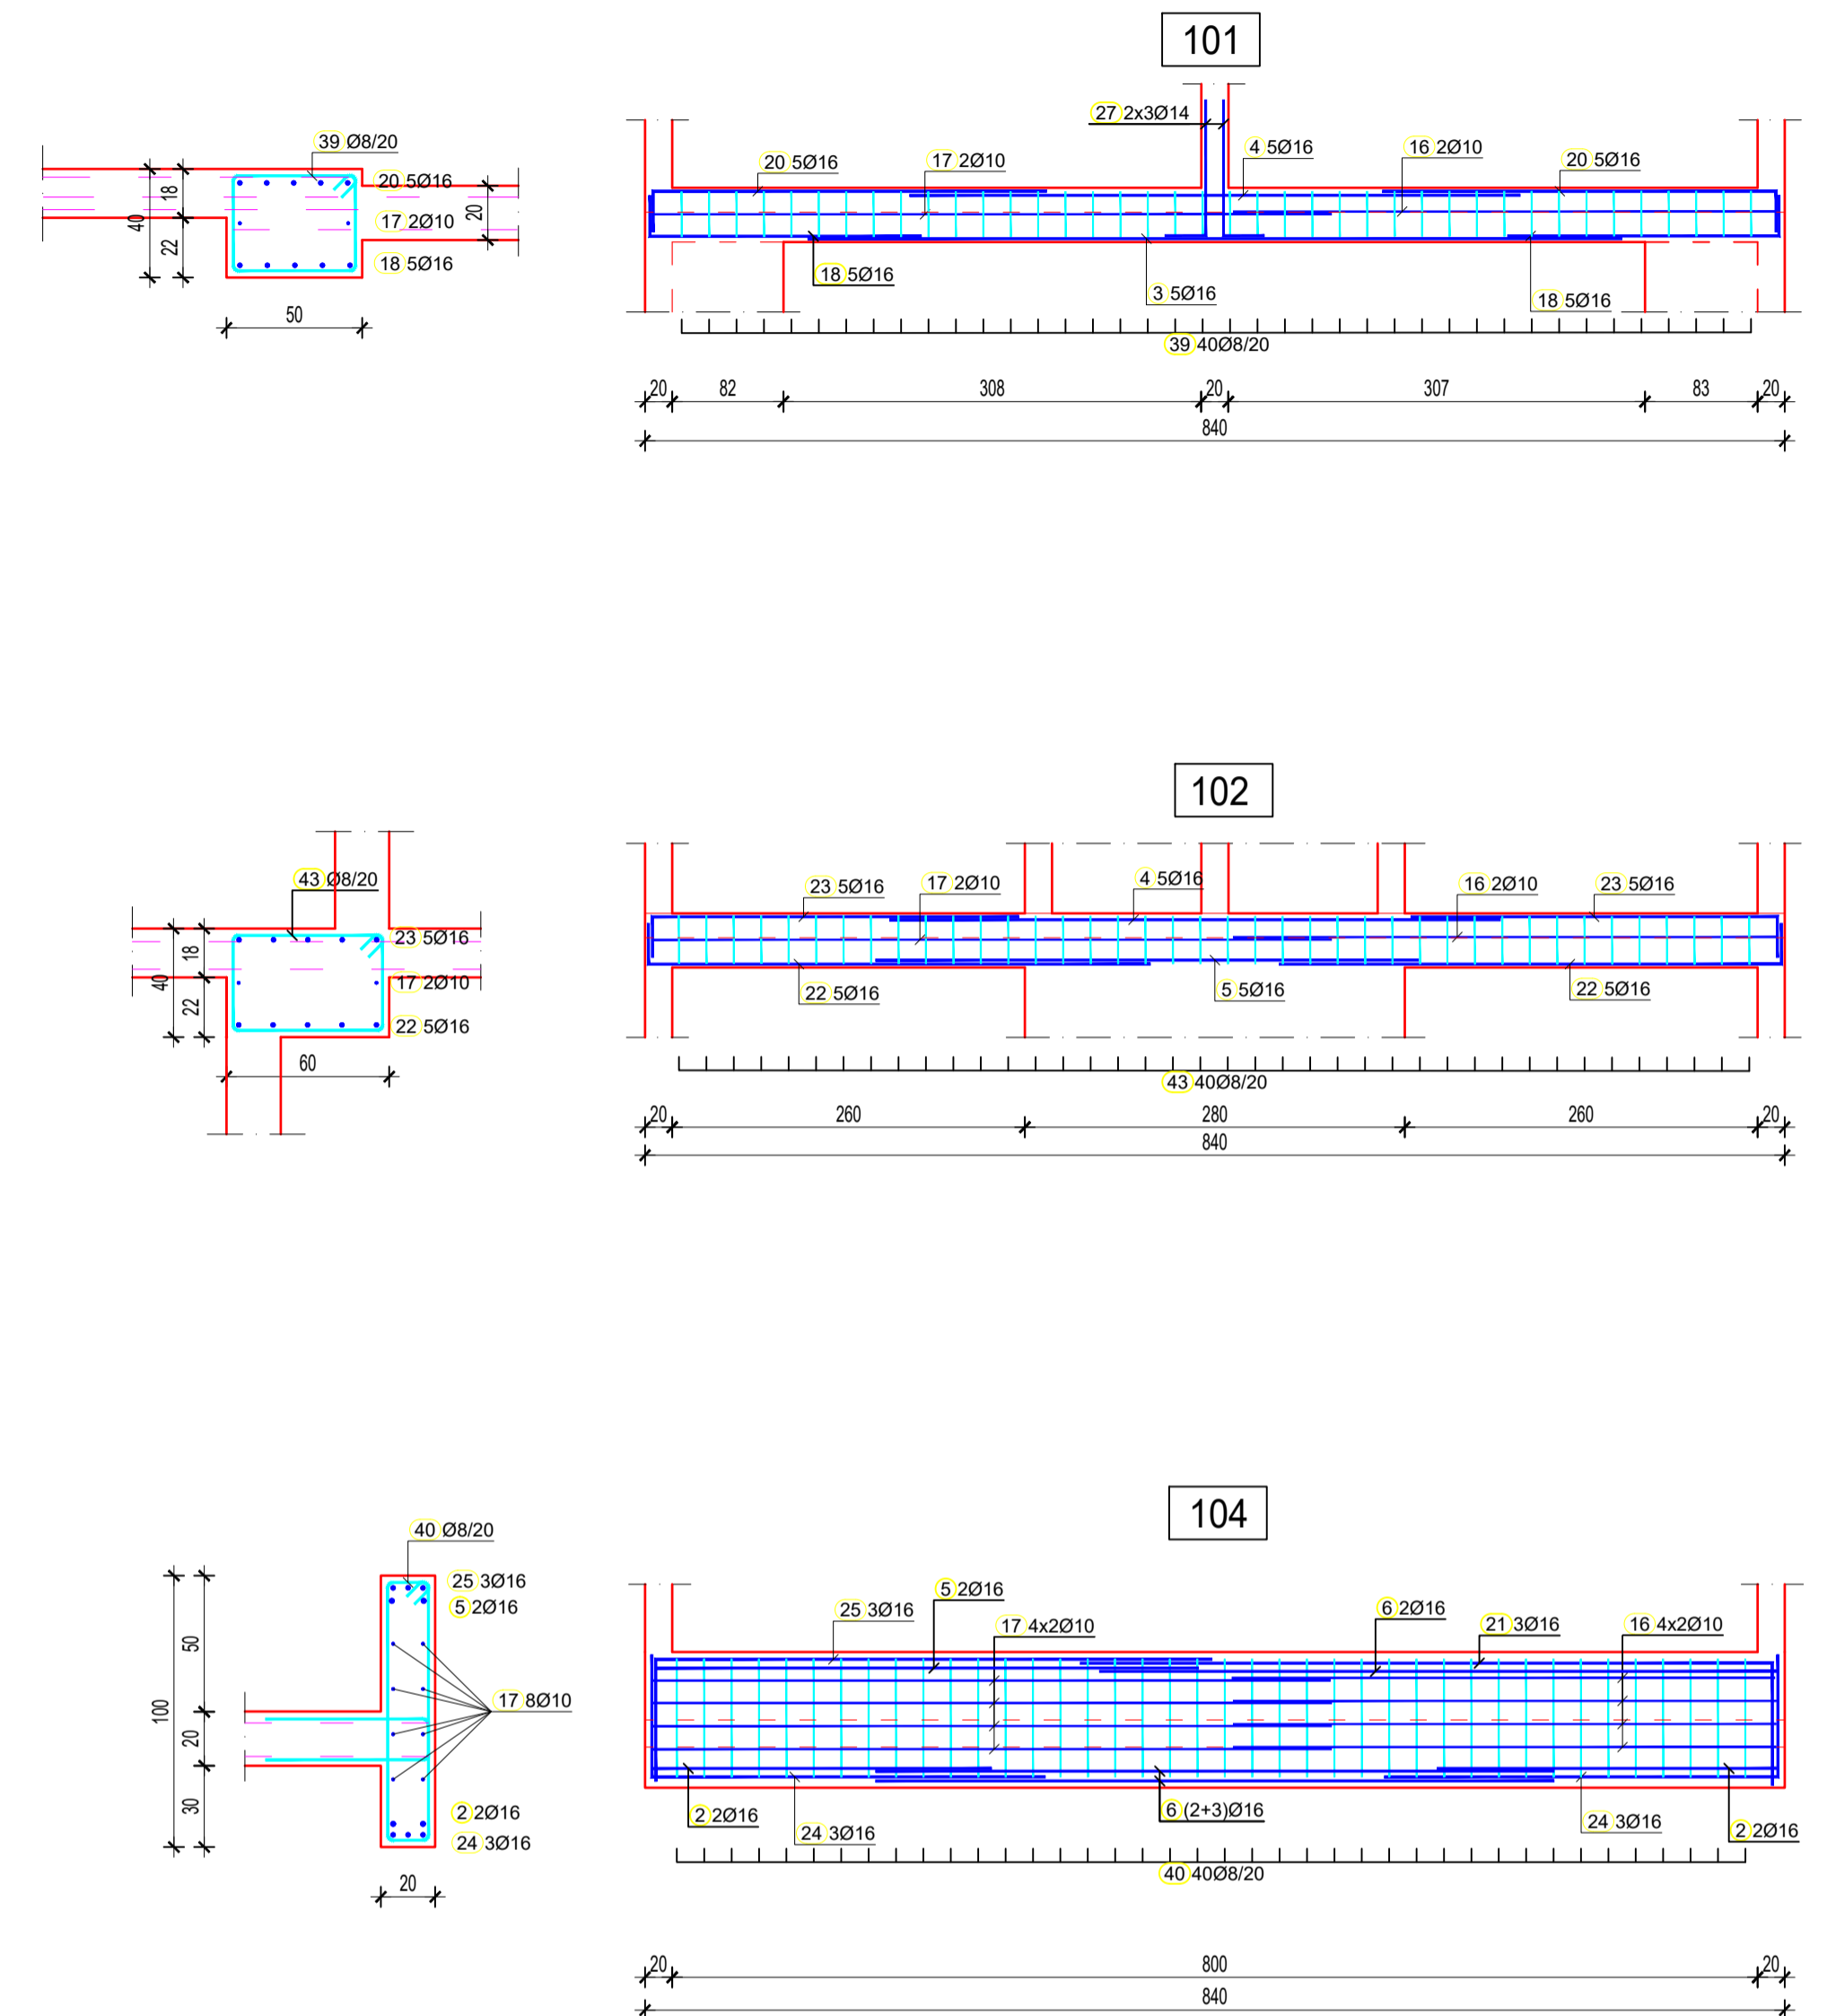 101
39 Ø8/20
20 5Ø16
17 2Ø10
18 5Ø16
40
18
22
20
50
27 2x3Ø14
20 5Ø16
17 2Ø10
4 5Ø16
16 2Ø10
20 5Ø16
18 5Ø16
3 5Ø16
18 5Ø16
39 40Ø8/20
20 82 308 20 307 83 20
840
102
43 Ø8/20
23 5Ø16
17 2Ø10
22 5Ø16
40
18
22
60
23 5Ø16
17 2Ø10
4 5Ø16
16 2Ø10
23 5Ø16
22 5Ø16
5 5Ø16
22 5Ø16
43 40Ø8/20
20 260 280 260 20
840
104
40 Ø8/20
25 3Ø16
5 2Ø16
17 8Ø10
2 2Ø16
24 3Ø16
100
50
20
30
20
25 3Ø16
5 2Ø16
17 4x2Ø10
6 2Ø16
21 3Ø16
16 4x2Ø10
2 2Ø16
24 3Ø16
6 (2+3)Ø16
24 3Ø16
2 2Ø16
40 40Ø8/20
20 800 20
840